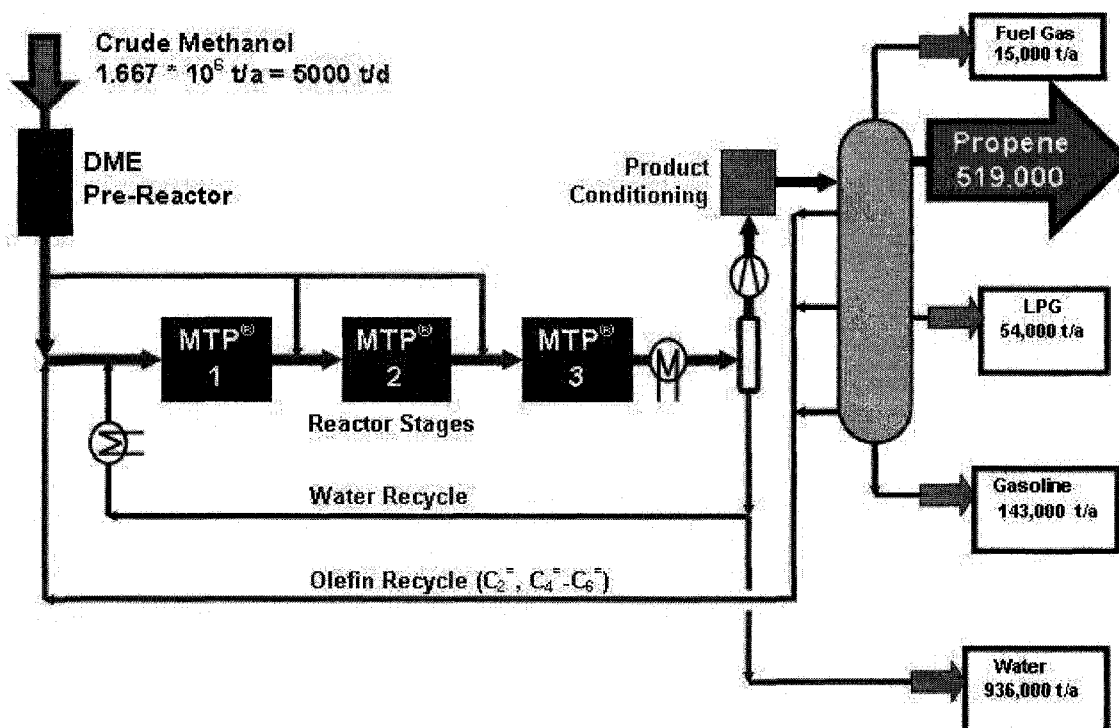 Crude Methanol
1.667 * 10⁶ t/a = 5000 t/d
DME
Pre-Reactor
Product
Conditioning
Fuel Gas
15,000 t/a
Propene
519.000
MTP®
1
MTP®
2
MTP®
3
Reactor Stages
LPG
54,000 t/a
Water Recycle
Gasoline
143,000 t/a
Olefin Recycle (C₂⁼, C₄⁼-C₆⁼)
Water
936,000 t/a